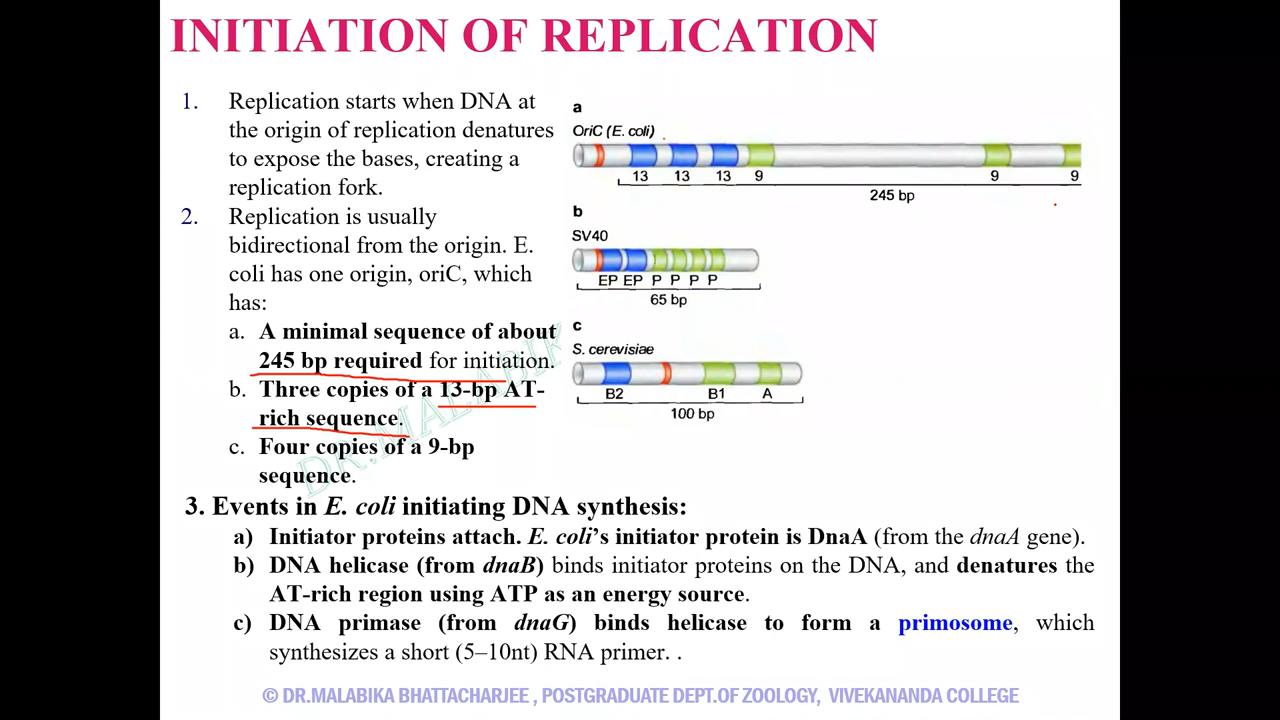 INITIATION OF REPLICATION
1. Replication starts when DNA at
the origin of replication denatures
to expose the bases, creating a
replication fork.
2. Replication is usually
bidirectional from the origin. E.
coli has one origin, oriC, which
has:
a. A minimal sequence of about
245 bp required for initiation.
b. Three copies of a 13-bp AT-
rich sequence.
c. Four copies of a 9-bp
sequence.
a
OriC (E. coli)
13 13 13 9 9 9
245 bp
b
SV40
EP EP P P P P
65 bp
c
S. cerevisiae
B2 B1 A
100 bp
3. Events in E. coli initiating DNA synthesis:
a) Initiator proteins attach. E. coli’s initiator protein is DnaA (from the dnaA gene).
b) DNA helicase (from dnaB) binds initiator proteins on the DNA, and denatures the
AT-rich region using ATP as an energy source.
c) DNA primase (from dnaG) binds helicase to form a primosome, which
synthesizes a short (5–10nt) RNA primer. .
© DR.MALABIKA BHATTACHARJEE , POSTGRADUATE DEPT.OF ZOOLOGY, VIVEKANANDA COLLEGE